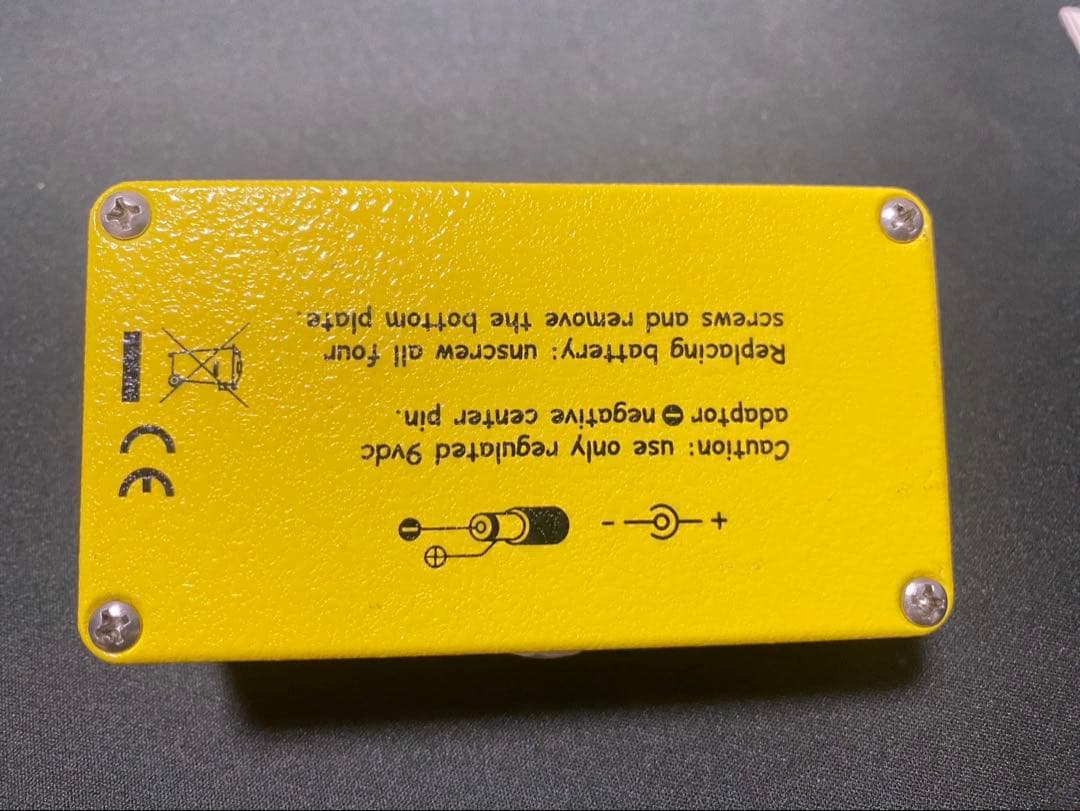 - +
Caution: use only regulated 9vdc
adaptor ⊖ negative center pin.
Replacing battery: unscrew all four
screws and remove the bottom plate.
CE